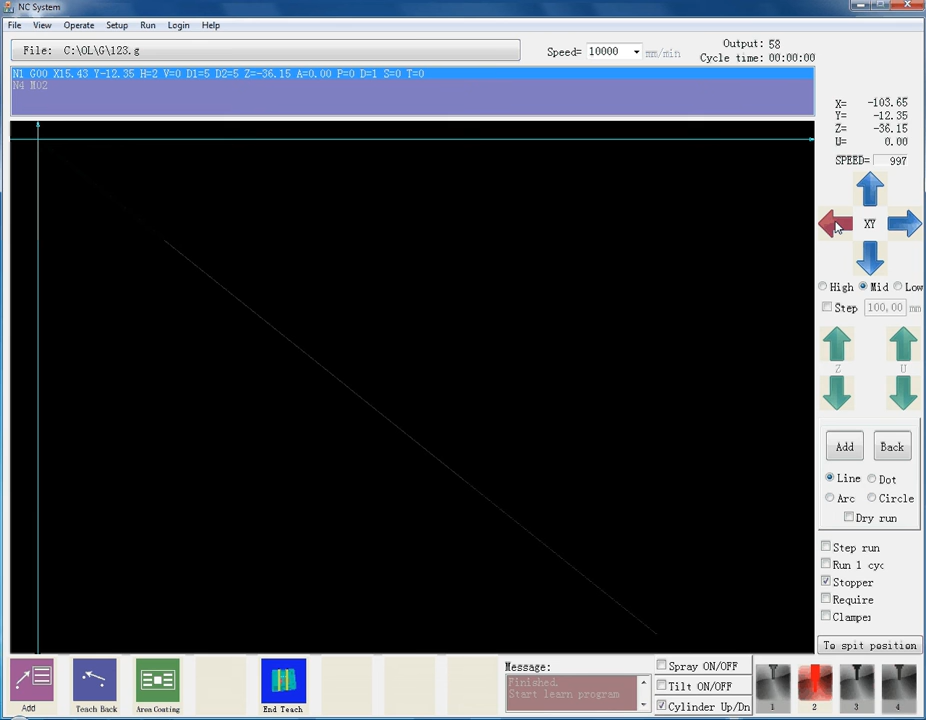 NC System
File View Operate Setup Run Login Help
File: C:\OL\G\123.g
Speed= 10000 mm/min
Output: 58
Cycle time: 00:00:00
N1 G00 X15.43 Y-12.35 H=2 V=0 D1=5 D2=5 Z=-36.15 A=0.00 P=0 D=1 S=0 T=0
N4 M02
X= -103.65
Y= -12.35
Z= -36.15
U= 0.00
SPEED= 997
XY
High Mid Low
Step 100,00 mm
Z U
Add Back
Line Dot
Arc Circle
Dry run
Step run
Run 1 cyc
Stopper
Require
Clamper
To spit position
Add
Teach Back
Area Coating
End Teach
Message:
Finished.
Start learn program
Spray ON/OFF
Tilt ON/OFF
Cylinder Up/Dn
1 2 3 4